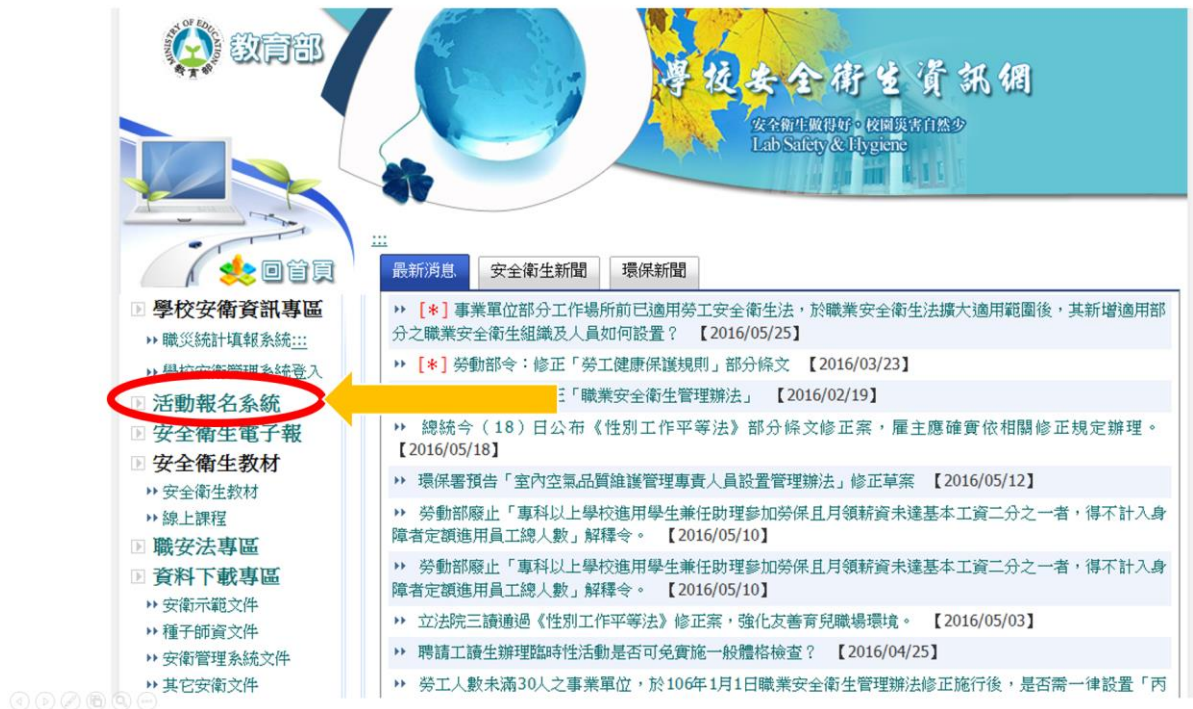 MINISTRY OF EDUCATION
教育部
教育部
學校安全衛生資訊網
安全衛生做得好・校園災害自然少
Lab Safety & Hygiene
回首頁
:::
最新消息 安全衛生新聞 環保新聞
學校安衛資訊專區
職災統計填報系統:::
學校安衛管理系統登入
活動報名系統
安全衛生電子報
安全衛生教材
安全衛生教材
線上課程
職安法專區
資料下載專區
安衛示範文件
種子師資文件
安衛管理系統文件
其它安衛文件
[*] 事業單位部分工作場所前已適用勞工安全衛生法，於職業安全衛生法擴大適用範圍後，其新增適用部
分之職業安全衛生組織及人員如何設置？ 【2016/05/25】
[*] 勞動部令：修正「勞工健康保護規則」部分條文 【2016/03/23】
「職業安全衛生管理辦法」 【2016/02/19】
總統今（18）日公布《性別工作平等法》部分條文修正案，雇主應確實依相關修正規定辦理。
【2016/05/18】
環保署預告「室內空氣品質維護管理專責人員設置管理辦法」修正草案 【2016/05/12】
勞動部廢止「專科以上學校進用學生兼任助理參加勞保且月領薪資未達基本工資二分之一者，得不計入身
障者定額進用員工總人數」解釋令。 【2016/05/10】
勞動部廢止「專科以上學校進用學生兼任助理參加勞保且月領薪資未達基本工資二分之一者，得不計入身
障者定額進用員工總人數」解釋令。 【2016/05/10】
立法院三讀通過《性別工作平等法》修正案，強化友善育兒職場環境。 【2016/05/03】
聘請工讀生辦理臨時性活動是否可免實施一般體格檢查？ 【2016/04/25】
勞工人數未滿30人之事業單位，於106年1月1日職業安全衛生管理辦法修正施行後，是否需一律設置「丙